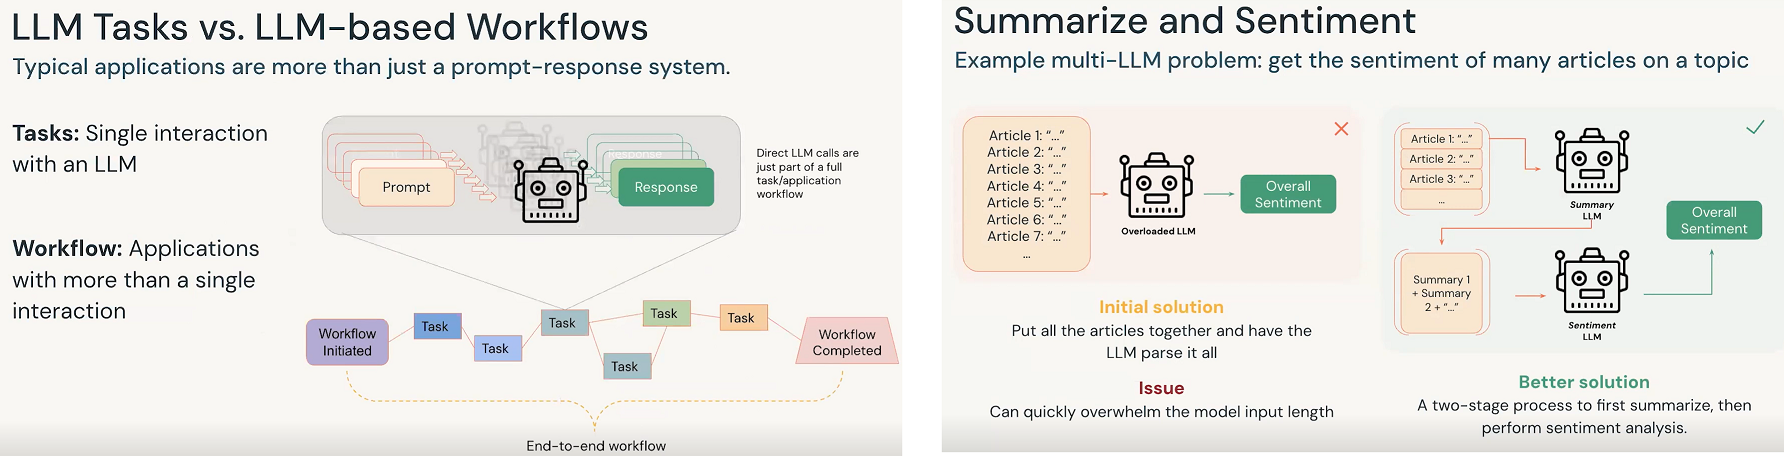 LLM Tasks vs. LLM-based Workflows
Typical applications are more than just a prompt-response system.
Tasks: Single interaction
with an LLM
Workflow: Applications
with more than a single
interaction
Prompt
Response
Response
Direct LLM calls are
just part of a full
task/application
workflow
Workflow
Initiated
Task
Task
Task
Task
Task
Task
Workflow
Completed
End-to-end workflow
Summarize and Sentiment
Example multi-LLM problem: get the sentiment of many articles on a topic
Article 1: “...”
Article 2: “...”
Article 3: “...”
Article 4: “...”
Article 5: “...”
Article 6: “...”
Article 7: “...”
...
Overloaded LLM
Overall
Sentiment
Initial solution
Put all the articles together and have the
LLM parse it all
Issue
Can quickly overwhelm the model input length
Article 1: “...”
Article 2: “...”
Article 3: “...”
...
Summary
LLM
Summary 1
+ Summary
2 + “...”
Sentiment
LLM
Overall
Sentiment
Better solution
A two-stage process to first summarize, then
perform sentiment analysis.